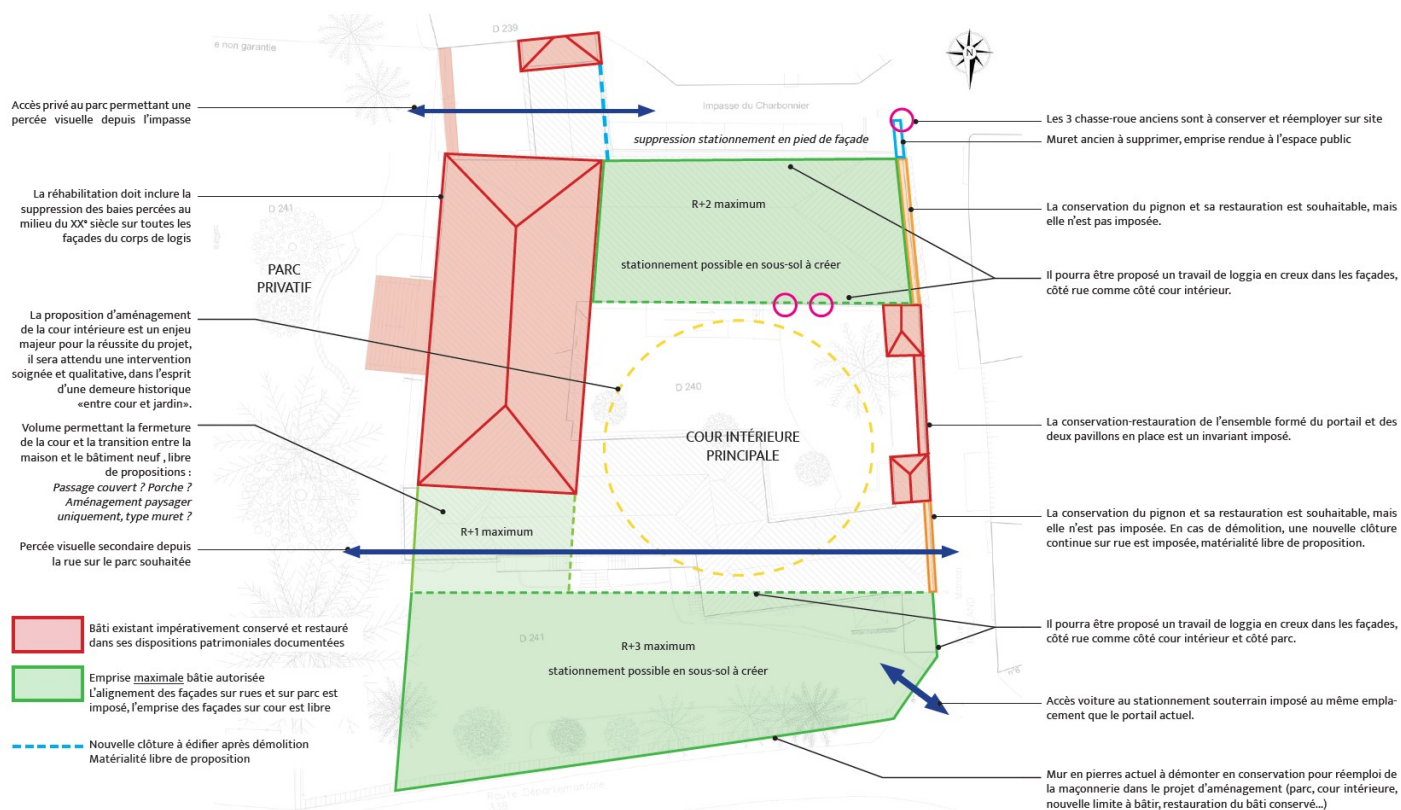 D 239
e non garantie
N
Accès privé au parc permettant une
percée visuelle depuis l'impasse
Impasse du Charbonnier
suppression stationnement en pied de façade
Les 3 chasse-roue anciens sont à conserver et réemployer sur site
Muret ancien à supprimer, emprise rendue à l'espace public
La réhabilitation doit inclure la
suppression des baies percées au
milieu du XXᵉ siècle sur toutes les
façades du corps de logis
D 241
PARC
PRIVATIF
R+2 maximum
stationnement possible en sous-sol à créer
La conservation du pignon et sa restauration est souhaitable, mais
elle n'est pas imposée.
Il pourra être proposé un travail de loggia en creux dans les façades,
côté rue comme côté cour intérieur.
La proposition d'aménagement
de la cour intérieure est un enjeu
majeur pour la réussite du projet,
il sera attendu une intervention
soignée et qualitative, dans l'esprit
d'une demeure historique
«entre cour et jardin».
D 240
COUR INTÉRIEURE
PRINCIPALE
La conservation-restauration de l'ensemble formé du portail et des
deux pavillons en place est un invariant imposé.
Volume permettant la fermeture
de la cour et la transition entre la
maison et le bâtiment neuf , libre
de propositions :
Passage couvert ? Porche ?
Aménagement paysager
uniquement, type muret ?
R+1 maximum
La conservation du pignon et sa restauration est souhaitable, mais
elle n'est pas imposée. En cas de démolition, une nouvelle clôture
continue sur rue est imposée, matérialité libre de proposition.
Percée visuelle secondaire depuis
la rue sur le parc souhaitée
Bâti existant impérativement conservé et restauré
dans ses dispositions patrimoniales documentées
Emprise maximale bâtie autorisée
L'alignement des façades sur rues et sur parc est
imposé, l'emprise des façades sur cour est libre
Nouvelle clôture à édifier après démolition
Matérialité libre de proposition
D 241
R+3 maximum
stationnement possible en sous-sol à créer
Il pourra être proposé un travail de loggia en creux dans les façades,
côté rue comme côté cour intérieur et côté parc.
n°6
Accès voiture au stationnement souterrain imposé au même empla-
cement que le portail actuel.
Route Départementale
Mur en pierres actuel à démonter en conservation pour réemploi de
la maçonnerie dans le projet d'aménagement (parc, cour intérieure,
nouvelle limite à bâtir, restauration du bâti conservé...)